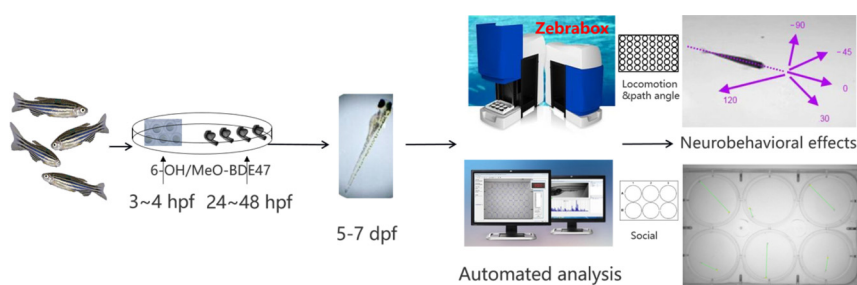 Zebrabox
-90
-45
0
30
120
Locomotion
&path angle
Neurobehavioral effects
6-OH/MeO-BDE47
3~4 hpf
24~48 hpf
5-7 dpf
Social
Automated analysis